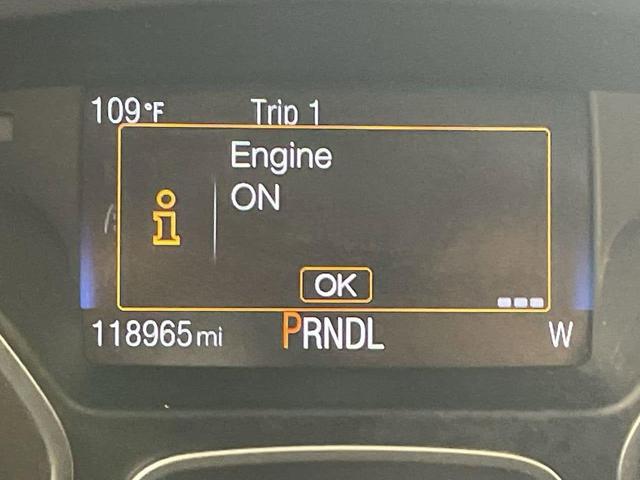 109°F Trip 1
Engine
ON
OK
118965 mi PRNDL W